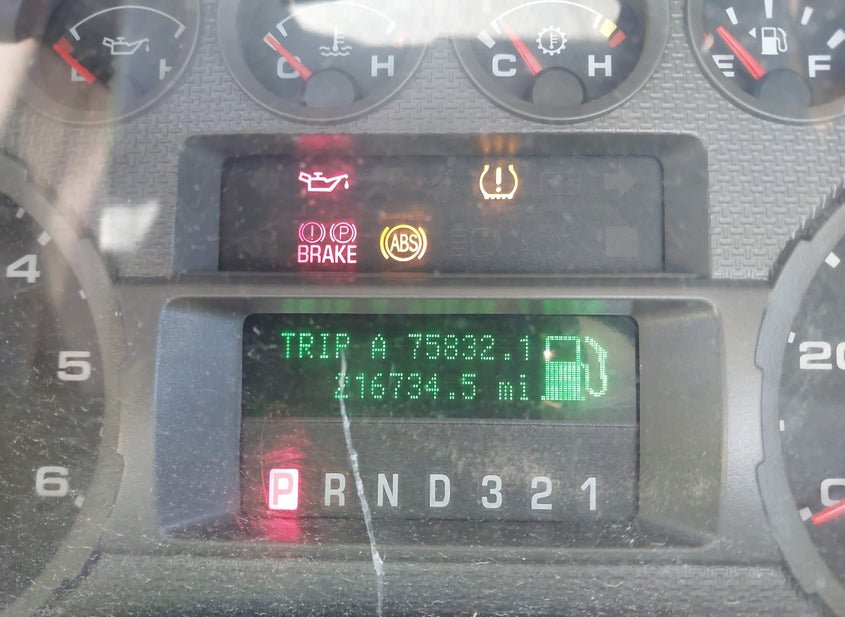 C H
C H
E F
BRAKE
ABS
4
5
6
TRIP A 75832.1
216734.5 mi
P R N D 3 2 1
20